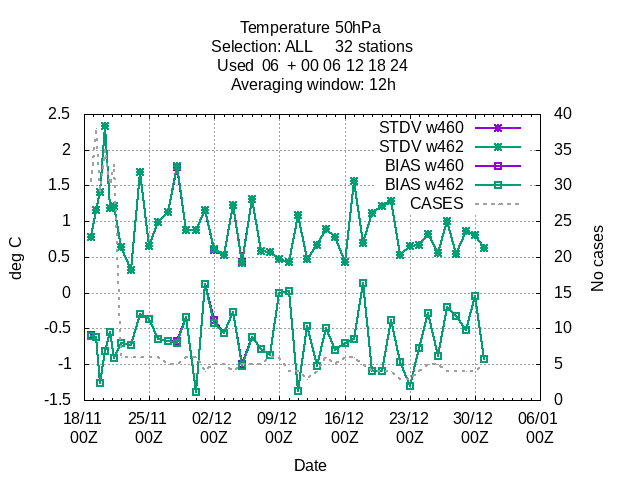 Temperature 50hPa
Selection: ALL 32 stations
Used 06 + 00 06 12 18 24
Averaging window: 12h
STDV w460
STDV w462
BIAS w460
BIAS w462
CASES
deg C
2.5
2
1.5
1
0.5
0
-0.5
-1
-1.5
40
35
30
25
20
15
10
5
0
No cases
18/11 25/11 02/12 09/12 16/12 23/12 30/12 06/01
00Z 00Z 00Z 00Z 00Z 00Z 00Z 00Z
Date